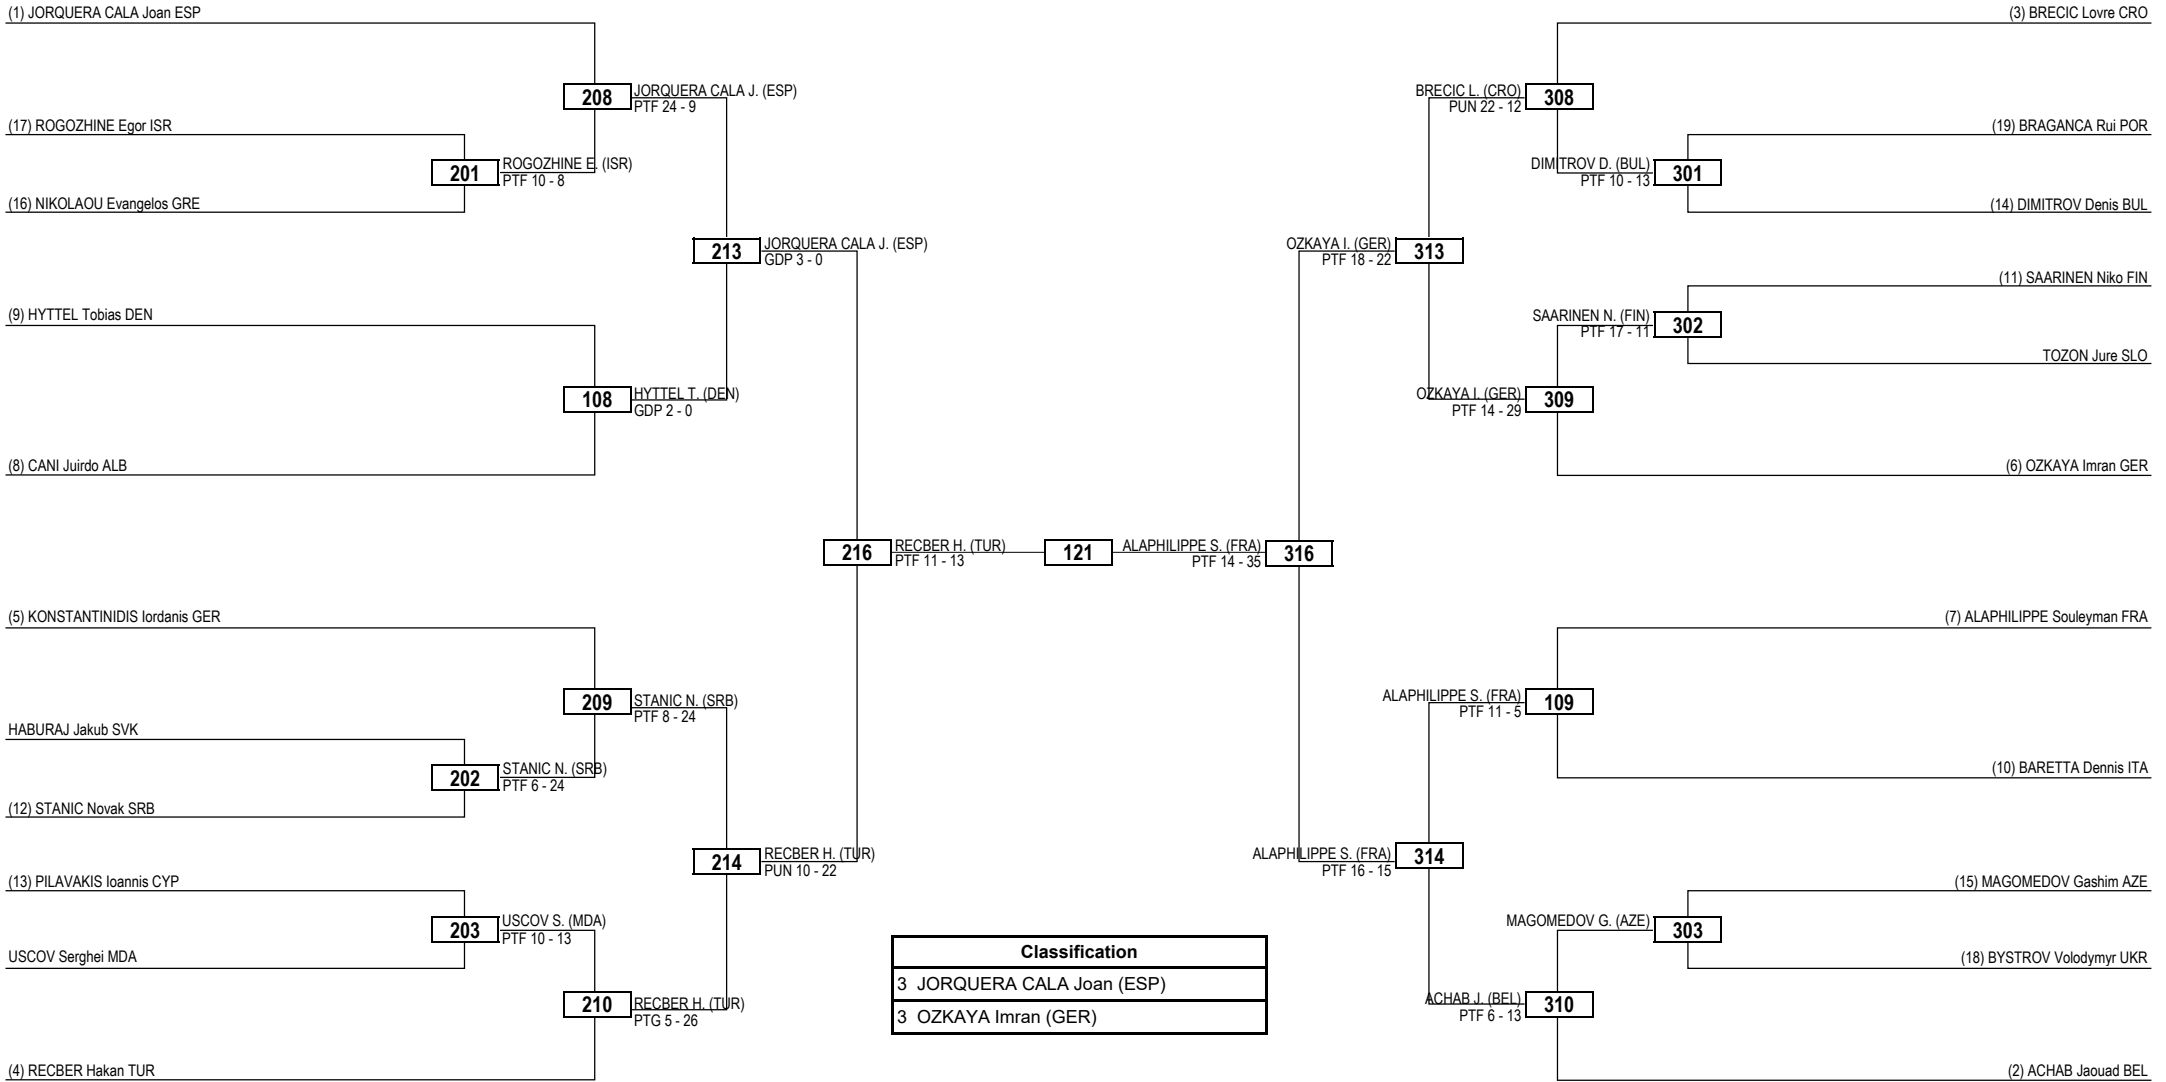 (1) JORQUERA CALA Joan ESP
(17) ROGOZHINE Egor ISR
(16) NIKOLAOU Evangelos GRE
(9) HYTTEL Tobias DEN
(8) CANI Juirdo ALB
(5) KONSTANTINIDIS Iordanis GER
HABURAJ Jakub SVK
(12) STANIC Novak SRB
(13) PILAVAKIS Ioannis CYP
USCOV Serghei MDA
(4) RECBER Hakan TUR
201
ROGOZHINE E. (ISR)
PTF 10 - 8
202
STANIC N. (SRB)
PTF 6 - 24
203
USCOV S. (MDA)
PTF 10 - 13
208
JORQUERA CALA J. (ESP)
PTF 24 - 9
108
HYTTEL T. (DEN)
GDP 2 - 0
209
STANIC N. (SRB)
PTF 8 - 24
210
RECBER H. (TUR)
PTG 5 - 26
213
JORQUERA CALA J. (ESP)
GDP 3 - 0
214
RECBER H. (TUR)
PUN 10 - 22
216
RECBER H. (TUR)
PTF 11 - 13
121
ALAPHILIPPE S. (FRA)
PTF 14 - 35
316
OZKAYA I. (GER)
PTF 18 - 22
313
ALAPHILIPPE S. (FRA)
PTF 16 - 15
314
BRECIC L. (CRO)
PUN 22 - 12
308
OZKAYA I. (GER)
PTF 14 - 29
309
ALAPHILIPPE S. (FRA)
PTF 11 - 5
109
ACHAB J. (BEL)
PTF 6 - 13
310
DIMITROV D. (BUL)
PTF 10 - 13
301
SAARINEN N. (FIN)
PTF 17 - 11
302
MAGOMEDOV G. (AZE)
303
(3) BRECIC Lovre CRO
(19) BRAGANCA Rui POR
(14) DIMITROV Denis BUL
(11) SAARINEN Niko FIN
TOZON Jure SLO
(6) OZKAYA Imran GER
(7) ALAPHILIPPE Souleyman FRA
(10) BARETTA Dennis ITA
(15) MAGOMEDOV Gashim AZE
(18) BYSTROV Volodymyr UKR
(2) ACHAB Jaouad BEL
Classification
3 JORQUERA CALA Joan (ESP)
3 OZKAYA Imran (GER)